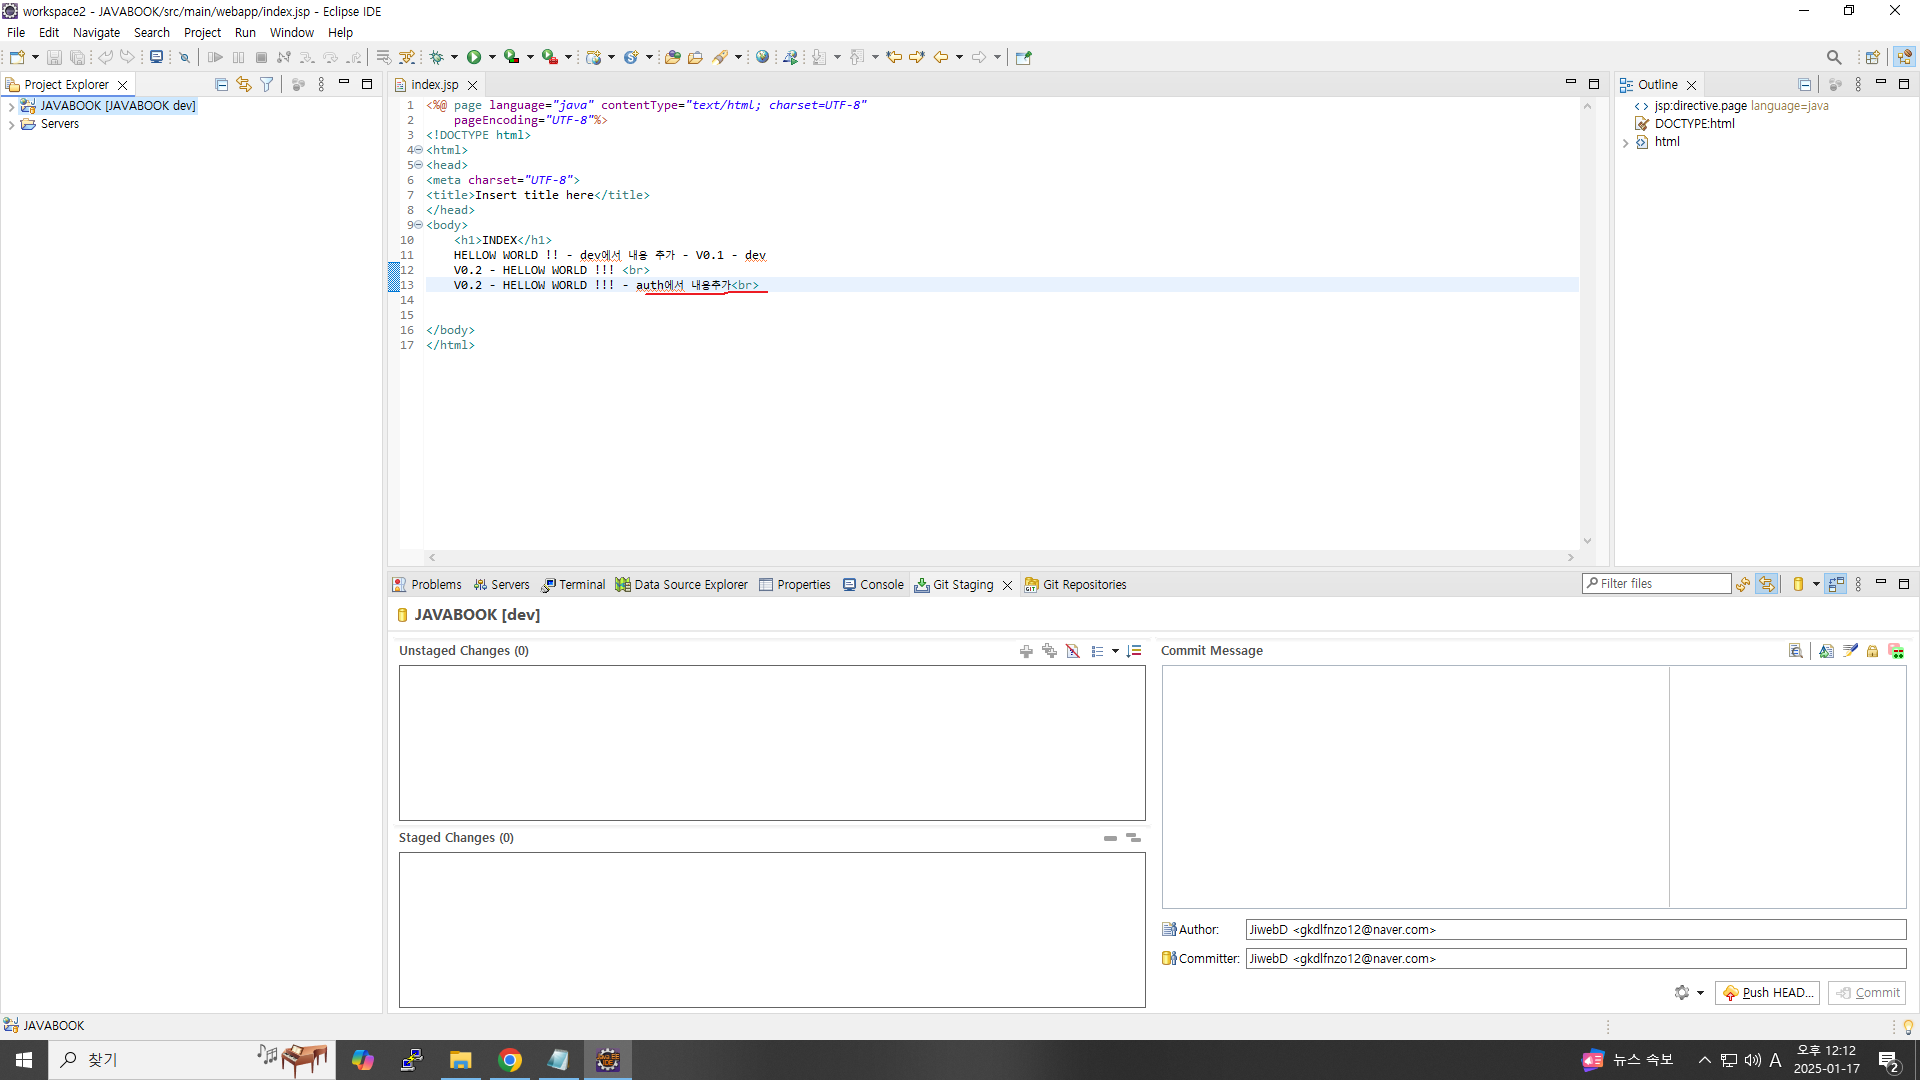 workspace2 - JAVABOOK/src/main/webapp/index.jsp - Eclipse IDE
File Edit Navigate Search Project Run Window Help
Project Explorer
JAVABOOK [JAVABOOK dev]
Servers
index.jsp
1 <%@ page language="java" contentType="text/html; charset=UTF-8"
2 pageEncoding="UTF-8"%>
3 <!DOCTYPE html>
4 <html>
5 <head>
6 <meta charset="UTF-8">
7 <title>Insert title here</title>
8 </head>
9 <body>
10 <h1>INDEX</h1>
11 HELLOW WORLD !! - dev에서 내용 추가 - V0.1 - dev
12 V0.2 - HELLOW WORLD !!! <br>
13 V0.2 - HELLOW WORLD !!! - auth에서 내용추가<br>
14
15
16 </body>
17 </html>
Outline
jsp:directive.page language=java
DOCTYPE:html
html
Problems Servers Terminal Data Source Explorer Properties Console Git Staging Git Repositories
Filter files
JAVABOOK [dev]
Unstaged Changes (0)
Staged Changes (0)
Commit Message
Author: JiwebD <gkdlfnzo12@naver.com>
Committer: JiwebD <gkdlfnzo12@naver.com>
Push HEAD... Commit
JAVABOOK
찾기
뉴스 속보
A
오후 12:12
2025-01-17
2